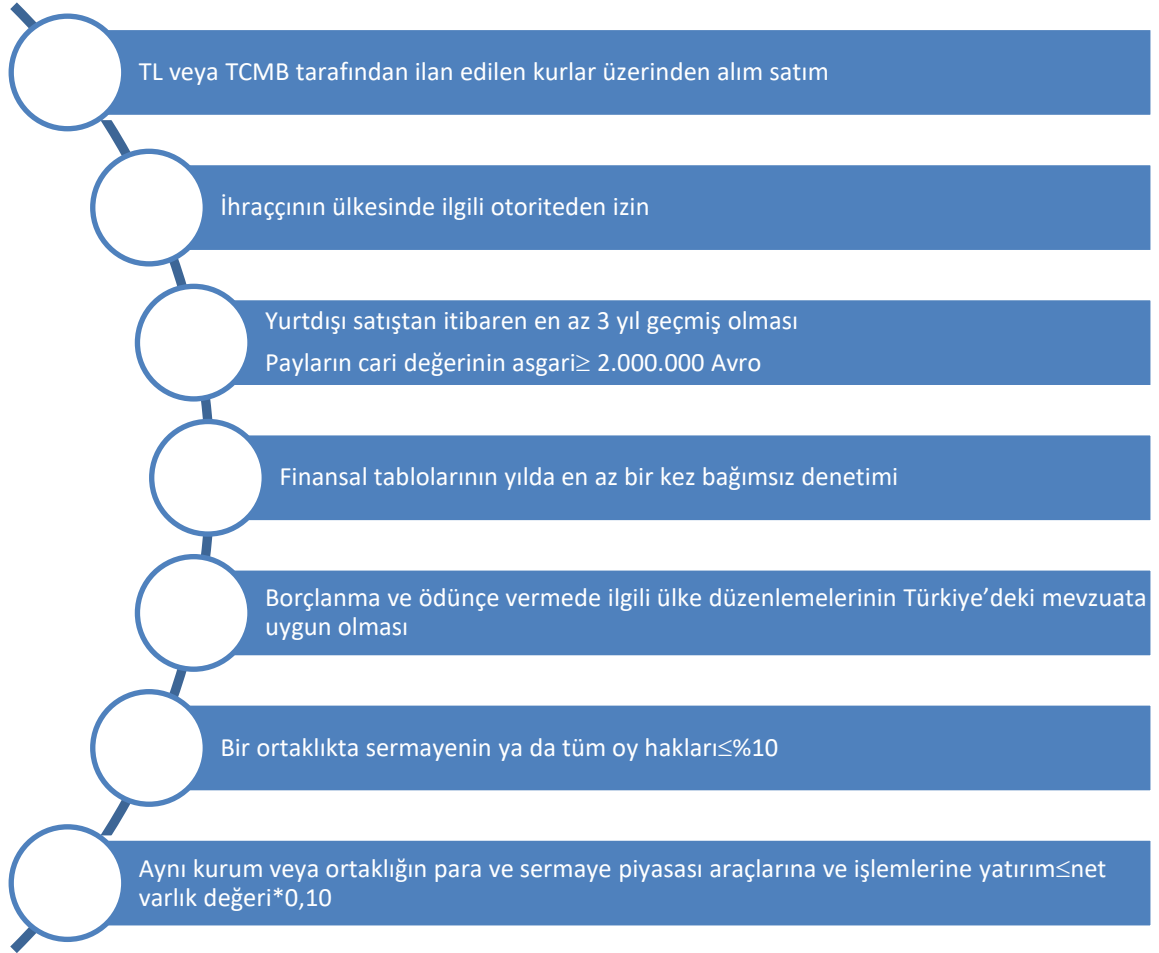 TL veya TCMB tarafından ilan edilen kurlar üzerinden alım satım
İhraççının ülkesinde ilgili otoriteden izin
Yurtdışı satıştan itibaren en az 3 yıl geçmiş olması
Payların cari değerinin asgari≥ 2.000.000 Avro
Finansal tablolarının yılda en az bir kez bağımsız denetimi
Borçlanma ve ödünçe vermede ilgili ülke düzenlemelerinin Türkiye’deki mevzuata
uygun olması
Bir ortaklıkta sermayenin ya da tüm oy hakları≤%10
Aynı kurum veya ortaklığın para ve sermaye piyasası araçlarına ve işlemlerine yatırım≤net
varlık değeri*0,10